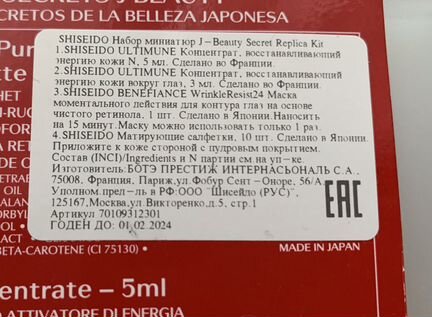 SECRETOS DE LA BELLEZA JAPONESA
SHISEIDO Набор миниатюр J-Beauty Secret Replica Kit
1.SHISEIDO ULTIMUNE Концентрат, восстанавливающий
энергию кожи N, 5 мл. Сделано во Франции.
2.SHISEIDO ULTIMUNE Концентрат, восстанавливающий
энергию кожи вокруг глаз, 3 мл. Сделано во Франции.
3.SHISEIDO BENEFIANCE WrinkleResist24 Маска
моментального действия для контура глаз на основе
чистого ретинола, 1 шт. Сделано в Японии.Наносить
на 15 минут.Маску можно использовать только 1 раз.
4.SHISEIDO Матирующие салфетки, 10 шт. Сделано в Японии.
Приложите к коже стороной с пудровым покрытием.
Состав (INCI)/Ingredients и N партии см на уп-ке.
Изготовитель:БОТЭ ПРЕСТИЖ ИНТЕРНАСЬОНАЛЬ С.А.,
75008, Франция, Париж,ул.Фобур Сент-Оноре, 56/А
Уполном.пред-ль в РФ:ООО "Шисейдо (РУС)",
125167,Москва,ул.Викторенко,д.5, стр.1
Артикул 70109312301
ГОДЕН ДО: 01.02.2024
EAC
BETA-CAROTENE (CI 75130) •
MADE IN JAPAN
entrate – 5ml
O ATTIVATORE DI ENERGIA